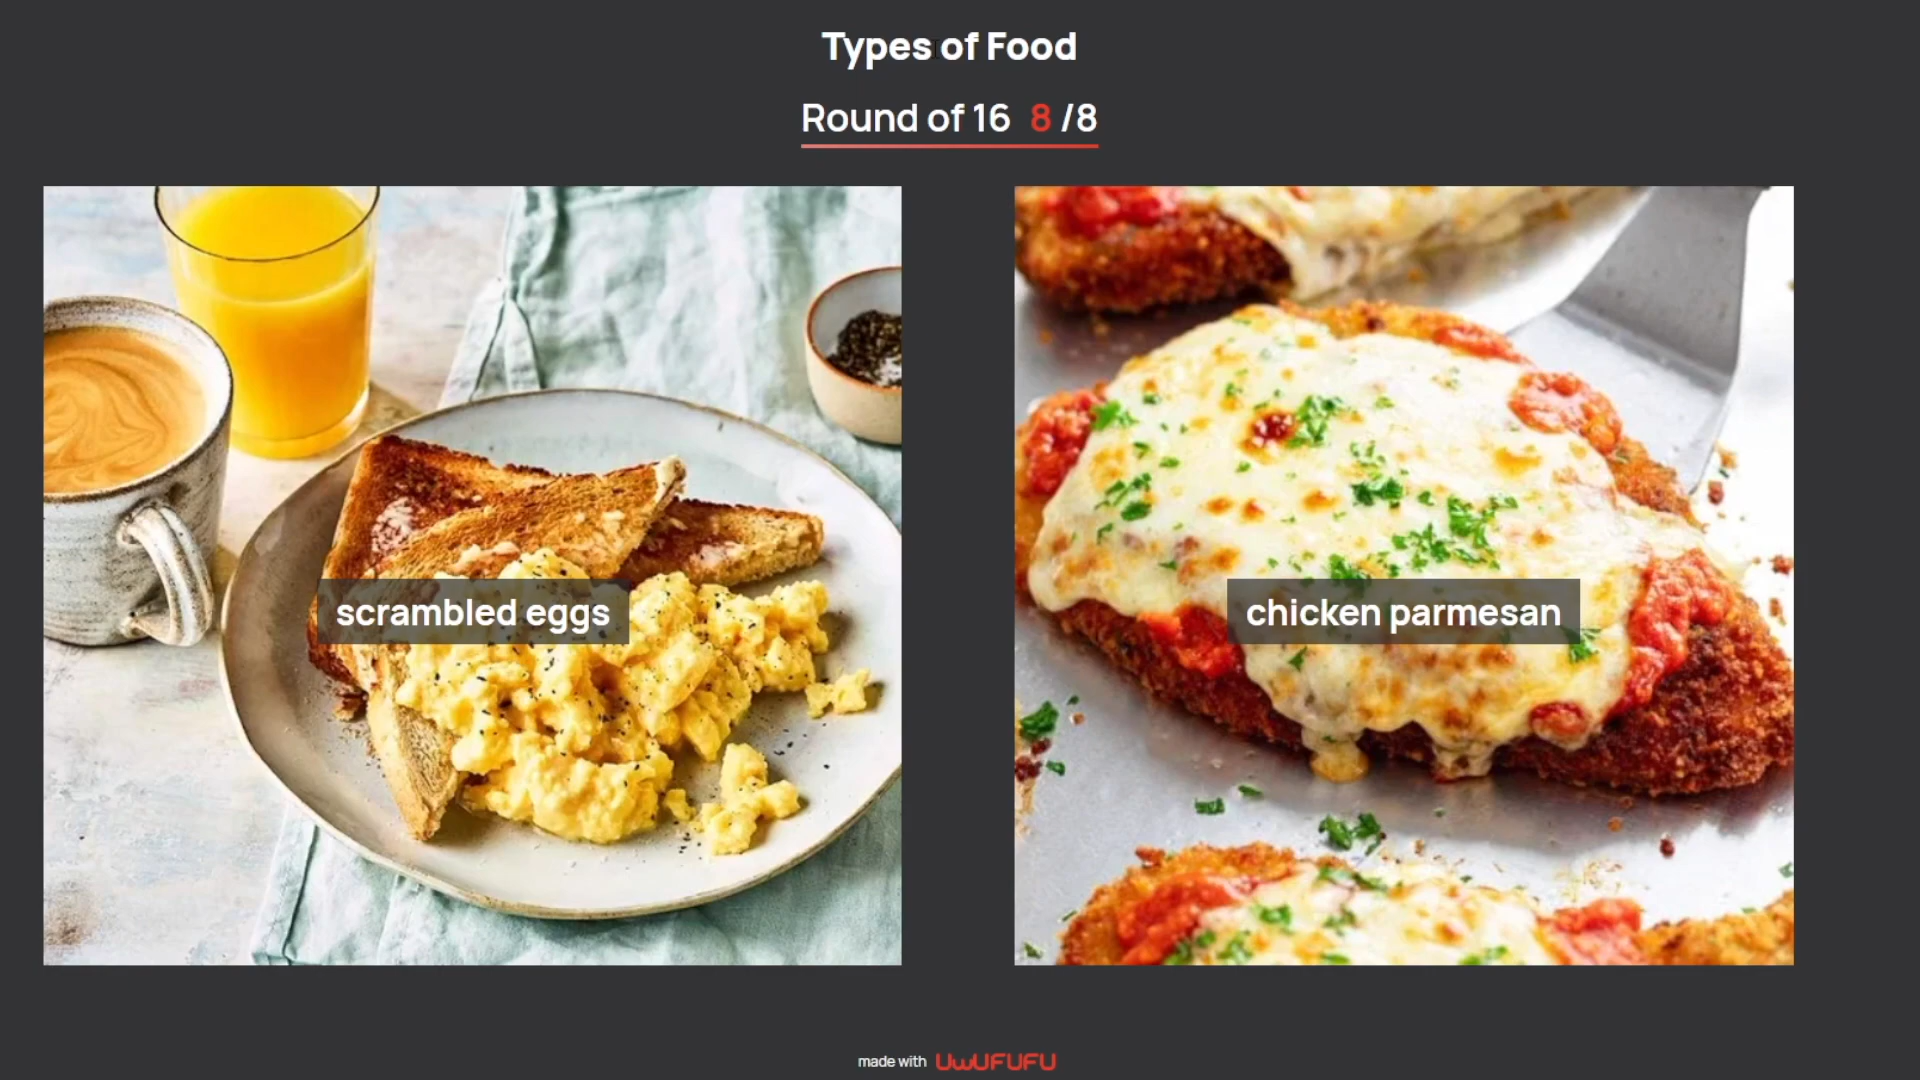 Types of Food
Round of 16 8 /8
scrambled eggs
chicken parmesan
made with UWUFUFU